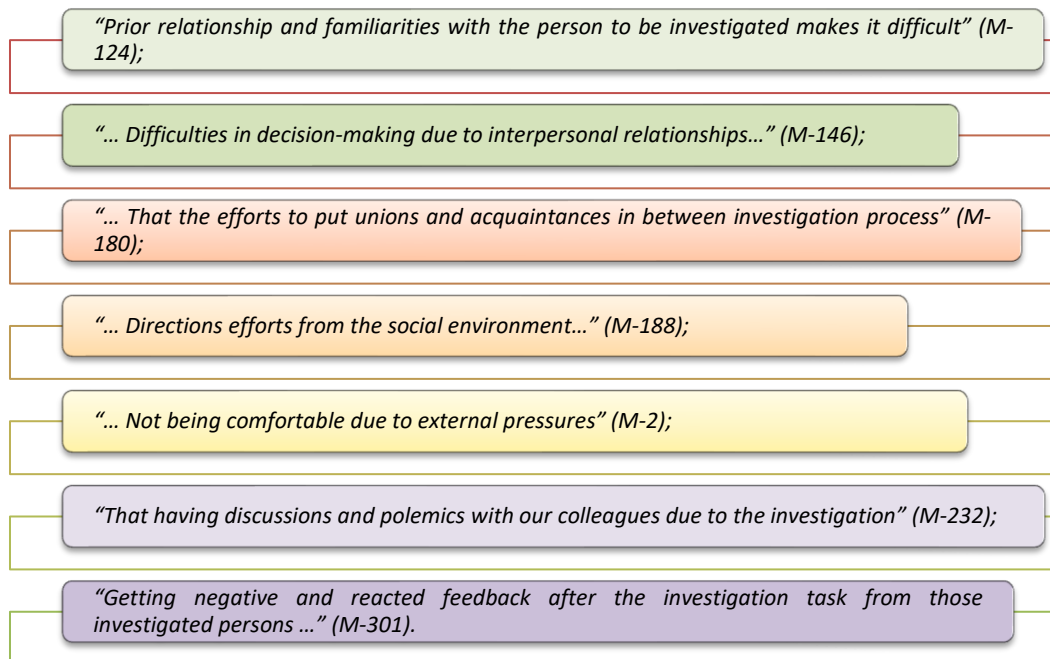 “Prior relationship and familiarities with the person to be investigated makes it difficult” (M-
124);
“… Difficulties in decision-making due to interpersonal relationships…” (M-146);
“… That the efforts to put unions and acquaintances in between investigation process” (M-
180);
“… Directions efforts from the social environment…” (M-188);
“… Not being comfortable due to external pressures” (M-2);
“That having discussions and polemics with our colleagues due to the investigation” (M-232);
“Getting negative and reacted feedback after the investigation task from those
investigated persons …” (M-301).